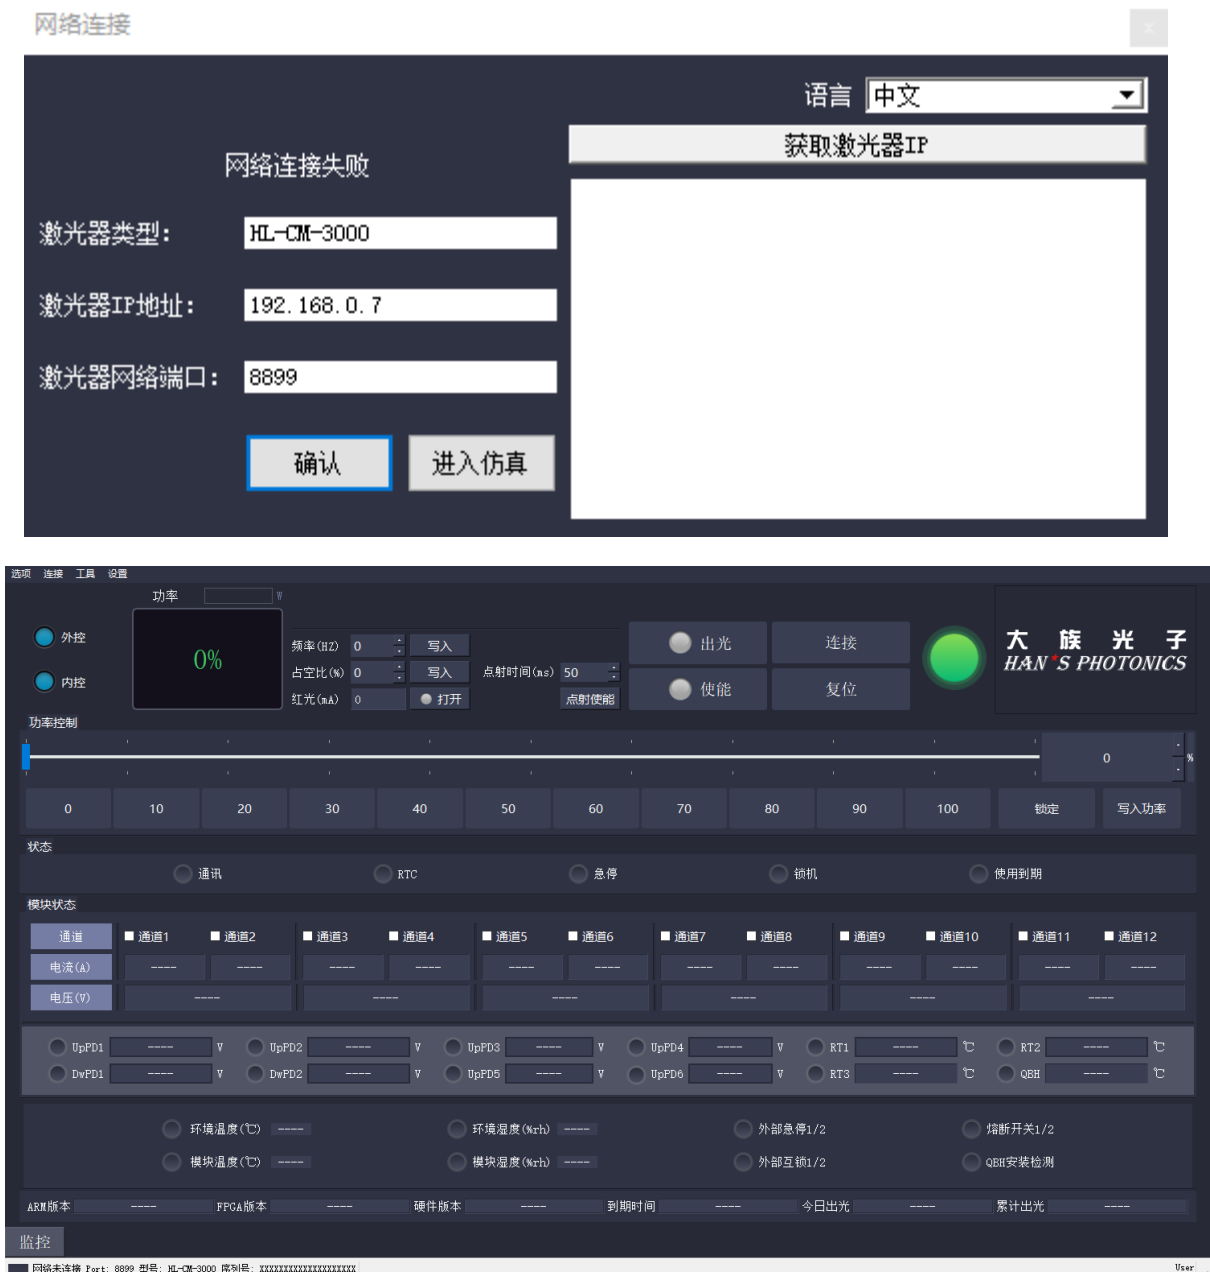 网络连接
语言 中文
获取激光器IP
网络连接失败
激光器类型: HL-CM-3000
激光器IP地址: 192.168.0.7
激光器网络端口: 8899
确认 进入仿真
选项 连接 工具 设置
功率 W
外控
内控
0%
频率(HZ) 0 写入
占空比(%) 0 写入 点射时间(ms) 50
红光(mA) 0 打开 点射使能
出光 连接
使能 复位
大族光子
HAN*S PHOTONICS
功率控制
0 %
0 10 20 30 40 50 60 70 80 90 100 锁定 写入功率
状态
通讯 RTC 急停 锁机 使用到期
模块状态
通道 通道1 通道2 通道3 通道4 通道5 通道6 通道7 通道8 通道9 通道10 通道11 通道12
电流(A) ---- ---- ---- ---- ---- ---- ---- ---- ---- ---- ---- ----
电压(V) ---- ---- ---- ---- ---- ----
UpPD1 ---- V UpPD2 ---- V UpPD3 ---- V UpPD4 ---- V RT1 ---- ℃ RT2 ---- ℃
DwPD1 ---- V DwPD2 ---- V UpPD5 ---- V UpPD6 ---- V RT3 ---- ℃ QBH ---- ℃
环境温度(℃) ---- 环境湿度(%rh) ---- 外部急停1/2 熔断开关1/2
模块温度(℃) ---- 模块湿度(%rh) ---- 外部互锁1/2 QBH安装检测
ARM版本 ---- FPGA版本 ---- 硬件版本 ---- 到期时间 ---- 今日出光 ---- 累计出光 ----
监控
网络未连接 Port: 8899 型号: HL-CM-3000 序列号: XXXXXXXXXXXXXXXXXXXX User